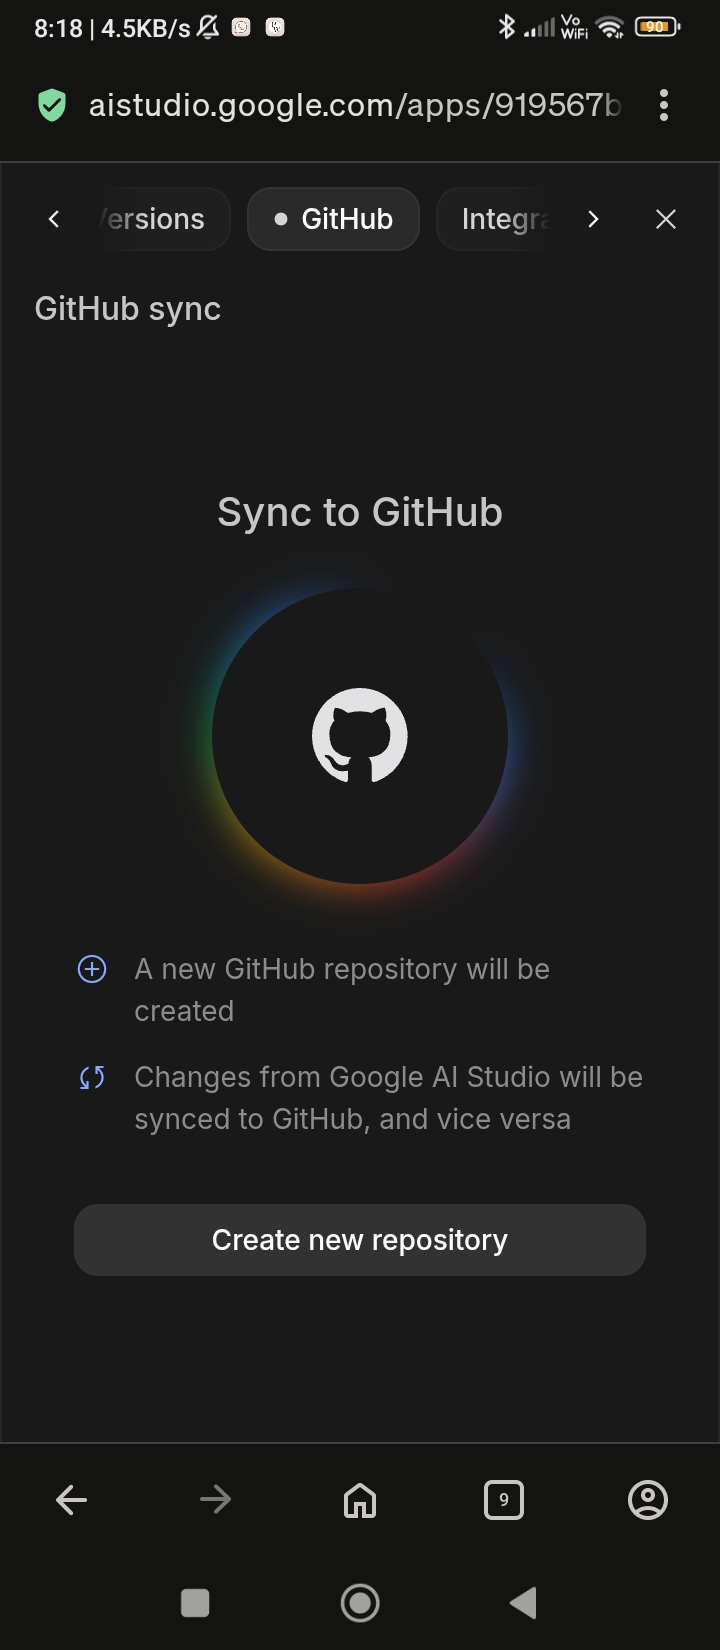 8:18 | 4.5KB/s Vo WiFi 90
aistudio.google.com/apps/919567b
ersions GitHub Integra
GitHub sync
Sync to GitHub
A new GitHub repository will be
created
Changes from Google AI Studio will be
synced to GitHub, and vice versa
Create new repository
9